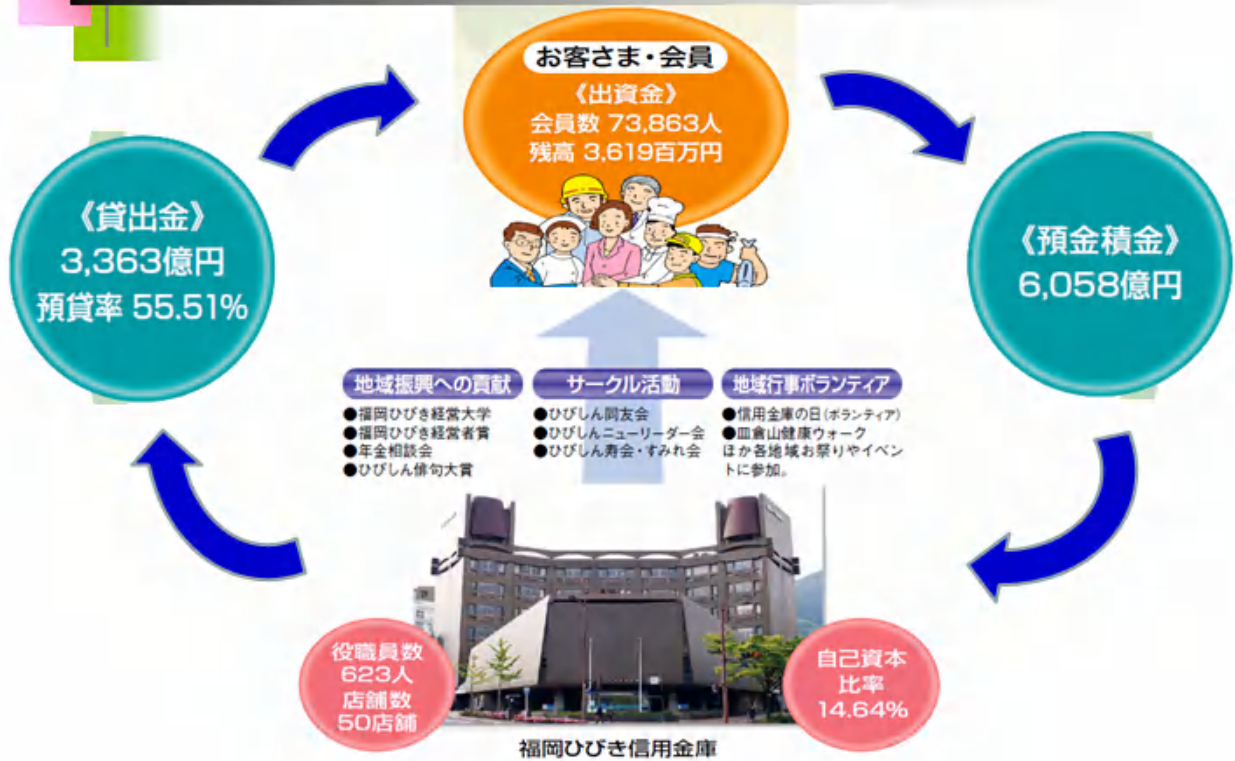 お客さま・会員
《出資金》
会員数 73,863人
残高 3,619百万円
《貸出金》
3,363億円
預貸率 55.51%
《預金積金》
6,058億円
地域振興への貢献
●福岡ひびき経営大学
●福岡ひびき経営者賞
●年金相談会
●ひびしん俳句大賞
サークル活動
●ひびしん同友会
●ひびしんニューリーダー会
●ひびしん寿会・すみれ会
地域行事ボランティア
●信用金庫の日(ボランティア)
●皿倉山健康ウォーク
ほか各地域お祭りやイベン
トに参加。
役職員数
623人
店舗数
50店舗
自己資本
比率
14.64%
福岡ひびき信用金庫